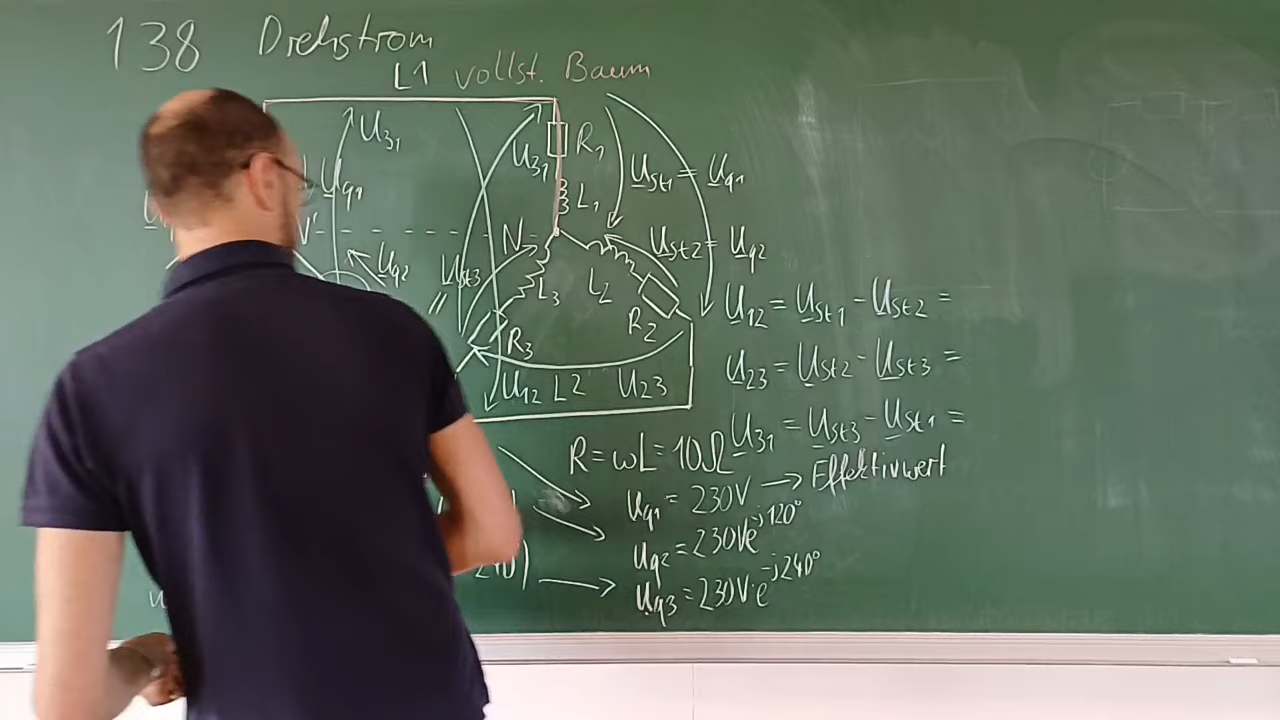 138 Drehstrom
L1 vollst. Baum
U31
Uq1
U31
R1
L1
USt1 = Uq1
N' N
USt2 = Uq2
Uq2
USt3
L3
L2
R2
R3
U12 L2 U23
U12 = USt1 - USt2 =
U23 = USt2 - USt3 =
U31 = USt3 - USt1 =
R = ωL = 10Ω
Uq1 = 230V → Effektivwert
Uq2 = 230Ve^-j120°
Uq3 = 230V·e^-j240°